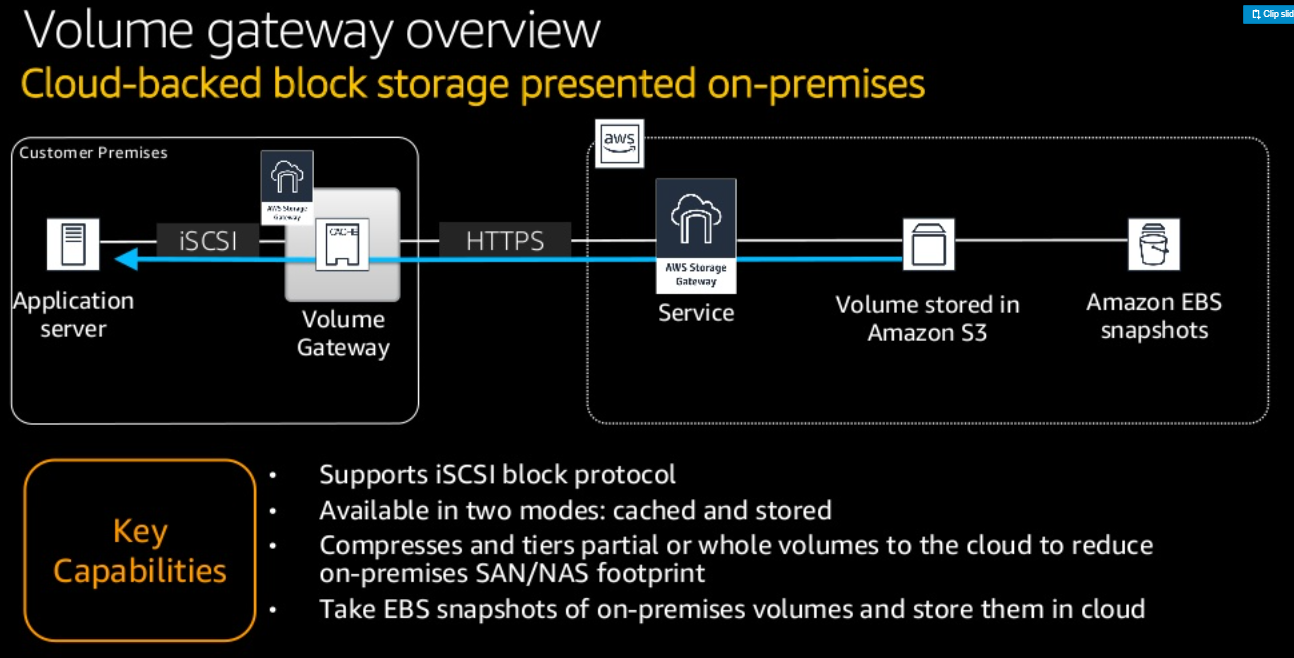 Volume gateway overview
Clip slid
Cloud-backed block storage presented on-premises
Customer Premises
AWS Storage
Gateway
CACHE
iSCSI
HTTPS
aws
AWS Storage
Gateway
Application
server
Volume
Gateway
Service
Volume stored in
Amazon S3
Amazon EBS
snapshots
Key
Capabilities
• Supports iSCSI block protocol
• Available in two modes: cached and stored
• Compresses and tiers partial or whole volumes to the cloud to reduce
on-premises SAN/NAS footprint
• Take EBS snapshots of on-premises volumes and store them in cloud